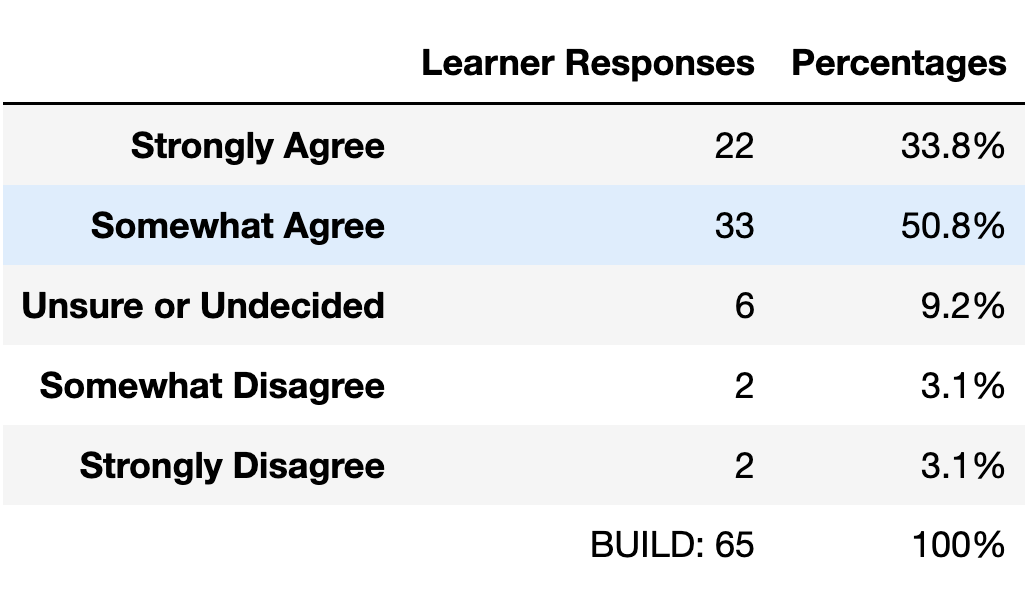 Learner Responses Percentages
Strongly Agree 22 33.8%
Somewhat Agree 33 50.8%
Unsure or Undecided 6 9.2%
Somewhat Disagree 2 3.1%
Strongly Disagree 2 3.1%
BUILD: 65 100%